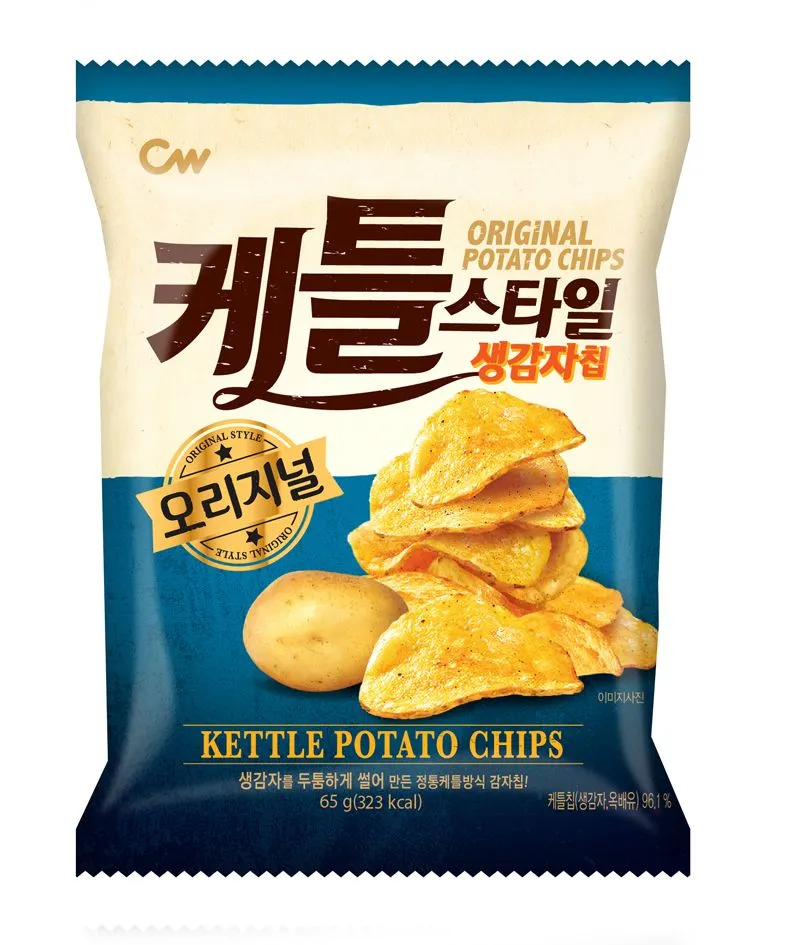 CW
케틀
ORIGINAL
POTATO CHIPS
스타일
생감자칩
ORIGINAL STYLE
오리지널
ORIGINAL STYLE
이미지사진
KETTLE POTATO CHIPS
생감자를 두툼하게 썰어 만든 정통케틀방식 감자칩!
65 g(323 kcal)
케틀칩(생감자,옥배유) 96.1 %